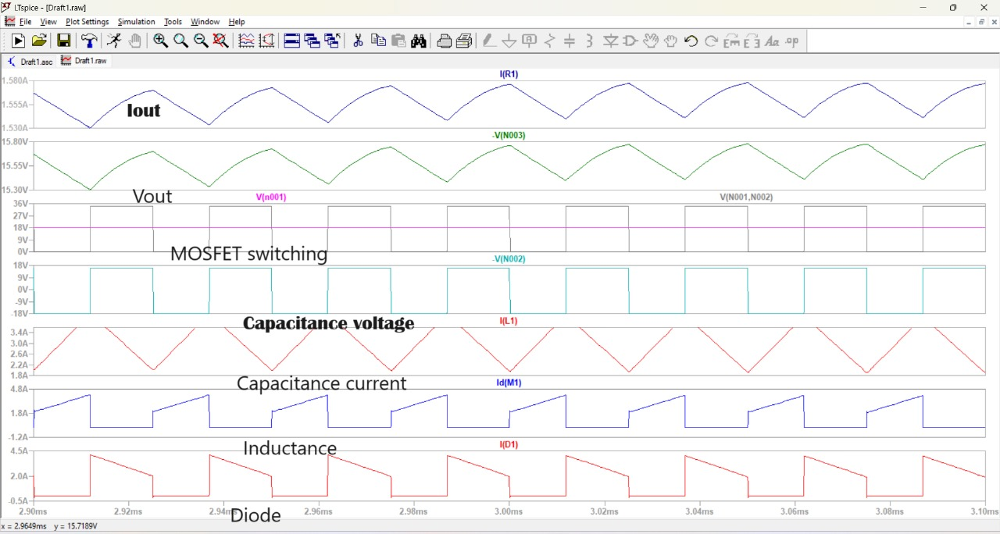 LTspice - [Draft1.raw]
File View Plot Settings Simulation Tools Window Help
Draft1.asc Draft1.raw
I(R1)
1.580A
1.555A
1.530A
Iout
-V(N003)
15.80V
15.55V
15.30V
Vout
V(n001) V(N001,N002)
36V
27V
18V
9V
0V
MOSFET switching
-V(N002)
18V
9V
0V
-9V
-18V
Capacitance voltage
I(L1)
3.4A
3.0A
2.6A
2.2A
1.8A
Capacitance current
Id(M1)
4.8A
1.8A
-1.2A
Inductance
I(D1)
4.5A
2.0A
-0.5A
2.90ms 2.92ms 2.94ms 2.96ms 2.98ms 3.00ms 3.02ms 3.04ms 3.06ms 3.08ms 3.10ms
Diode
x = 2.9649ms y = 15.7189V